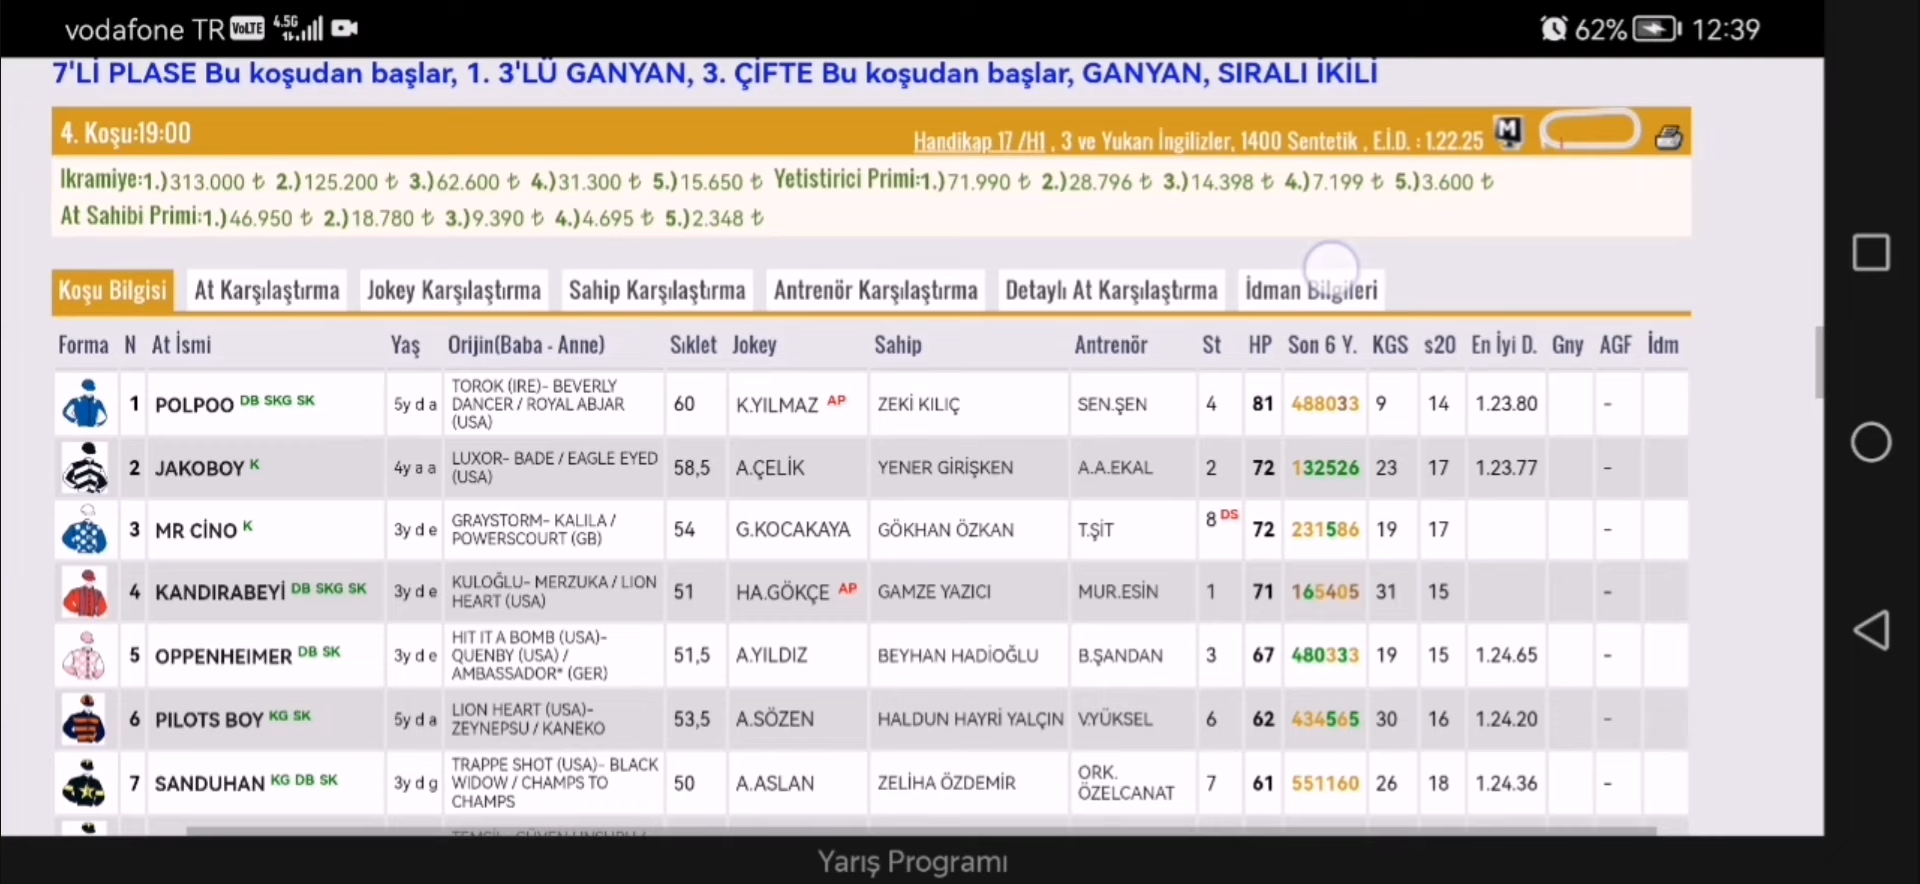 vodafone TR VoLTE 4.5G 62% 12:39
7'Lİ PLASE Bu koşudan başlar, 1. 3'LÜ GANYAN, 3. ÇİFTE Bu koşudan başlar, GANYAN, SIRALI İKİLİ
4. Koşu:19:00
Handikap 17 /H1 , 3 ve Yukarı İngilizler, 1400 Sentetik , E.İ.D. : 1.22.25 M
Ikramiye:1.)313.000 ₺ 2.)125.200 ₺ 3.)62.600 ₺ 4.)31.300 ₺ 5.)15.650 ₺ Yetistirici Primi:1.)71.990 ₺ 2.)28.796 ₺ 3.)14.398 ₺ 4.)7.199 ₺ 5.)3.600 ₺
At Sahibi Primi:1.)46.950 ₺ 2.)18.780 ₺ 3.)9.390 ₺ 4.)4.695 ₺ 5.)2.348 ₺
Koşu Bilgisi At Karşılaştırma Jokey Karşılaştırma Sahip Karşılaştırma Antrenör Karşılaştırma Detaylı At Karşılaştırma İdman Bilgileri
Forma N At İsmi Yaş Orijin(Baba - Anne) Sıklet Jokey Sahip Antrenör St HP Son 6 Y. KGS s20 En İyi D. Gny AGF İdm
1 POLPOO DB SKG SK 5y d a TOROK (IRE)- BEVERLY DANCER / ROYAL ABJAR (USA) 60 K.YILMAZ AP ZEKİ KILIÇ SEN.ŞEN 4 81 488033 9 14 1.23.80 -
2 JAKOBOY K 4y a a LUXOR- BADE / EAGLE EYED (USA) 58,5 A.ÇELİK YENER GİRİŞKEN A.A.EKAL 2 72 132526 23 17 1.23.77 -
3 MR CİNO K 3y d e GRAYSTORM- KALILA / POWERSCOURT (GB) 54 G.KOCAKAYA GÖKHAN ÖZKAN T.ŞİT 8 DS 72 231586 19 17 -
4 KANDIRABEYİ DB SKG SK 3y d e KULOĞLU- MERZUKA / LION HEART (USA) 51 HA.GÖKÇE AP GAMZE YAZICI MUR.ESİN 1 71 165405 31 15 -
5 OPPENHEIMER DB SK 3y d e HIT IT A BOMB (USA)- QUENBY (USA) / AMBASSADOR* (GER) 51,5 A.YILDIZ BEYHAN HADİOĞLU B.ŞANDAN 3 67 480333 19 15 1.24.65 -
6 PILOTS BOY KG SK 5y d a LION HEART (USA)- ZEYNEPSU / KANEKO 53,5 A.SÖZEN HALDUN HAYRİ YALÇIN V.YÜKSEL 6 62 434565 30 16 1.24.20 -
7 SANDUHAN KG DB SK 3y d g TRAPPE SHOT (USA)- BLACK WIDOW / CHAMPS TO CHAMPS 50 A.ASLAN ZELİHA ÖZDEMİR ORK. ÖZELCANAT 7 61 551160 26 18 1.24.36 -
Yarış Programı